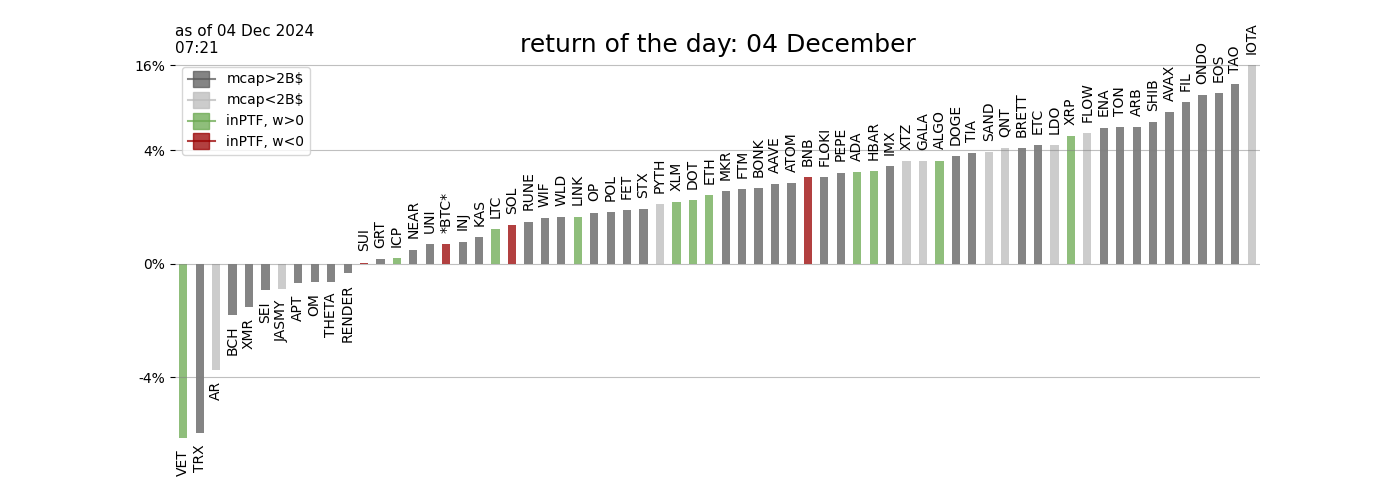 as of 04 Dec 2024
07:21
return of the day: 04 December
16%
4%
0%
-4%
mcap>2B$
mcap<2B$
inPTF, w>0
inPTF, w<0
VET
TRX
AR
BCH
XMR
SEI
JASMY
APT
OM
THETA
RENDER
SUI
GRT
ICP
NEAR
UNI
*BTC*
INJ
KAS
LTC
SOL
RUNE
WIF
WLD
LINK
OP
POL
FET
STX
PYTH
XLM
DOT
ETH
MKR
FTM
BONK
AAVE
ATOM
BNB
FLOKI
PEPE
ADA
HBAR
IMX
XTZ
GALA
ALGO
DOGE
TIA
SAND
QNT
BRETT
ETC
LDO
XRP
FLOW
ENA
TON
ARB
SHIB
AVAX
FIL
ONDO
EOS
TAO
IOTA